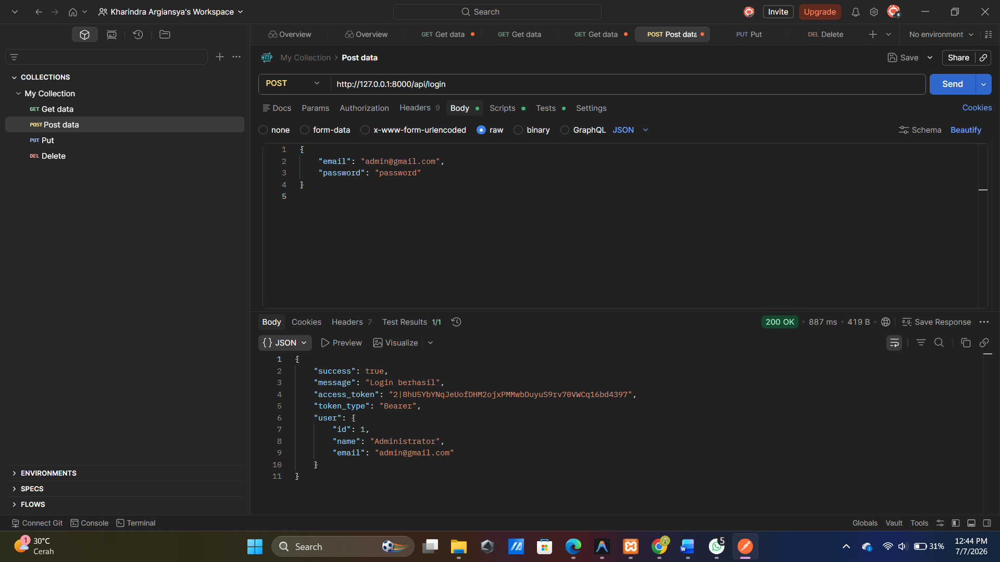 Kharindra Argiansya's Workspace
Search
Invite
Upgrade
K
Overview
Overview
GET Get data
GET Get data
GET Get data
POST Post data
PUT Put
DEL Delete
No environment
HTTP
My Collection > Post data
Save
Share
COLLECTIONS
My Collection
GET Get data
POST Post data
PUT Put
DEL Delete
POST
http://127.0.0.1:8000/api/login
Send
Docs
Params
Authorization
Headers 9
Body
Scripts
Tests
Settings
Cookies
none
form-data
x-www-form-urlencoded
raw
binary
GraphQL
JSON
Schema
Beautify
1 {
2 "email": "admin@gmail.com",
3 "password": "password"
4 }
5
Body
Cookies
Headers 7
Test Results 1/1
200 OK
887 ms
419 B
e.g. Save Response
{} JSON
Preview
Visualize
1 {
2 "success": true,
3 "message": "Login berhasil",
4 "access_token": "2|8hU5YbYNqJeUofDHM2ojxPMMwbDuyuS9rv70VWCq16bd4397",
5 "token_type": "Bearer",
6 "user": {
7 "id": 1,
8 "name": "Administrator",
9 "email": "admin@gmail.com"
10 }
11 }
ENVIRONMENTS
SPECS
FLOWS
Connect Git
Console
Terminal
Globals
Vault
Tools
1
30°C
Cerah
Search
W
5
31%
12:44 PM
7/7/2026